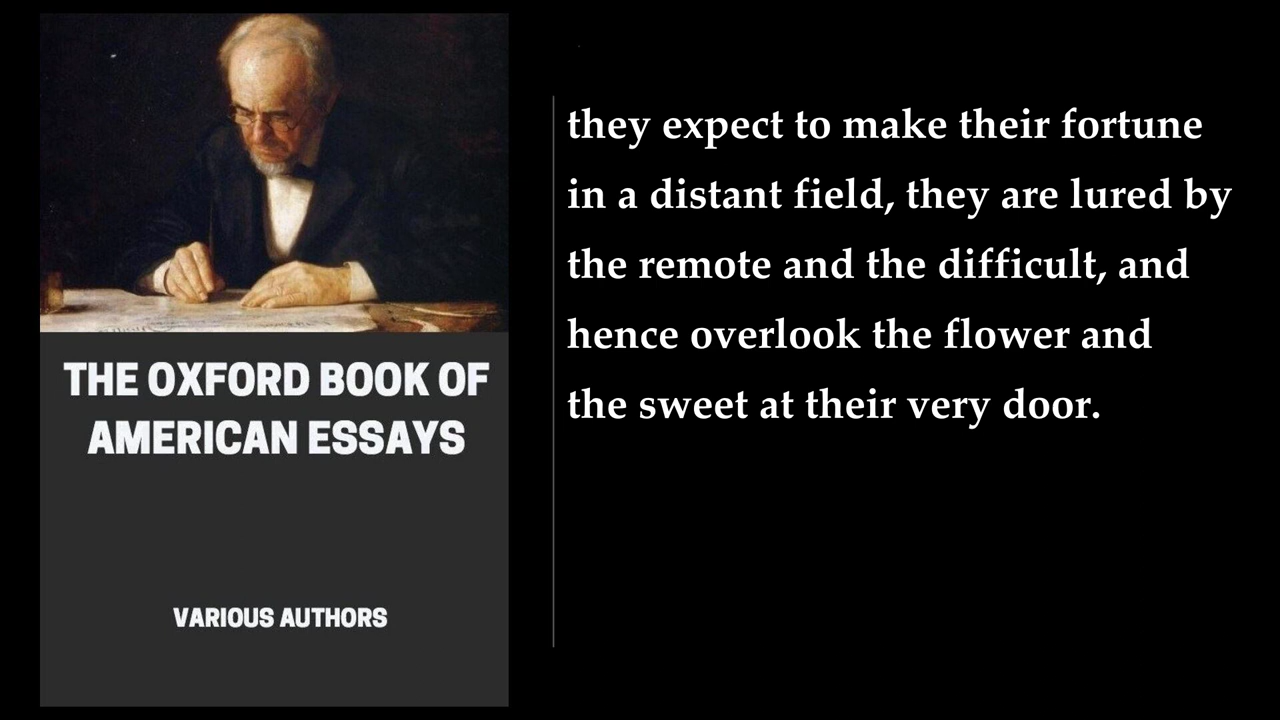 THE OXFORD BOOK OF
AMERICAN ESSAYS
VARIOUS AUTHORS
they expect to make their fortune
in a distant field, they are lured by
the remote and the difficult, and
hence overlook the flower and
the sweet at their very door.